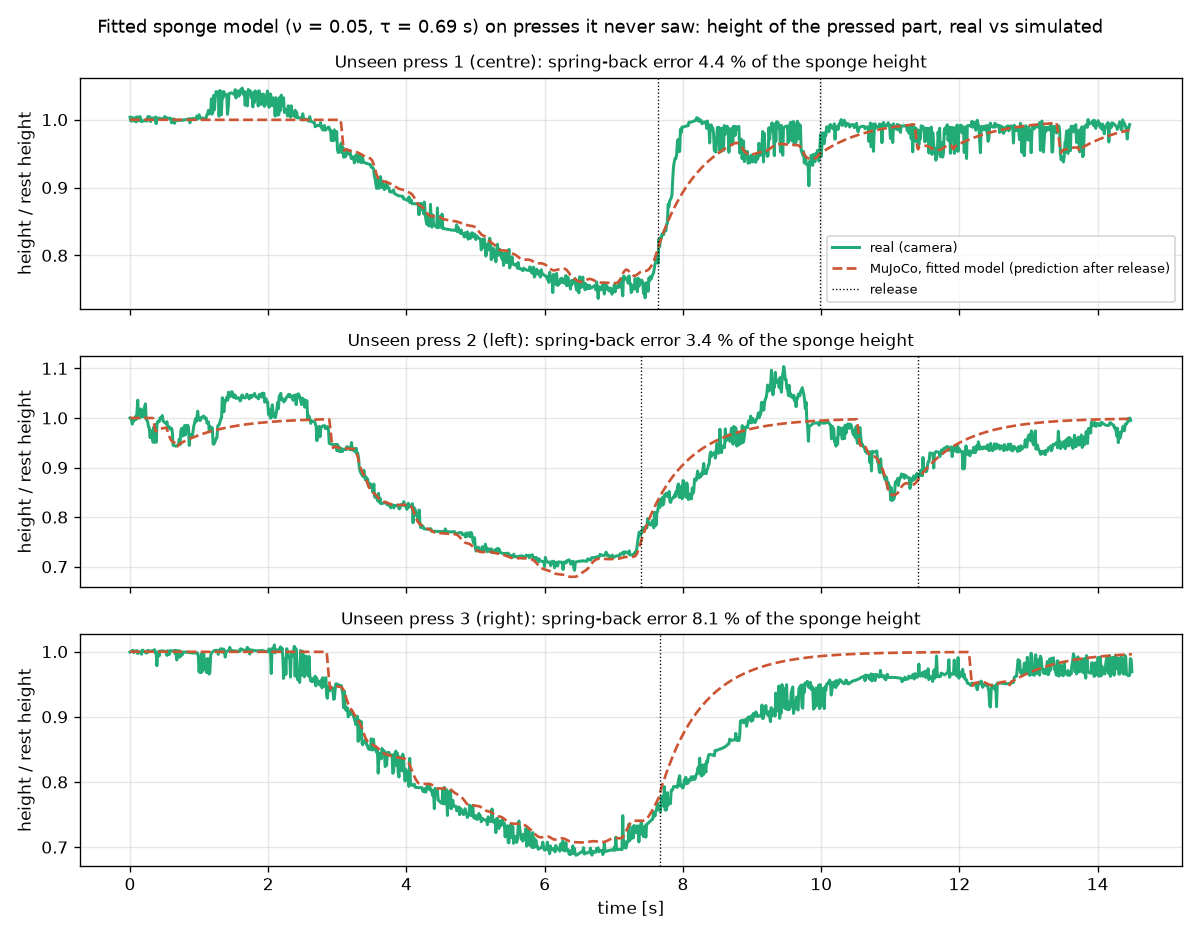 Fitted sponge model (ν = 0.05, τ = 0.69 s) on presses it never saw: height of the pressed part, real vs simulated
Unseen press 1 (centre): spring-back error 4.4 % of the sponge height
height / rest height
1.0
0.9
0.8
real (camera)
MuJoCo, fitted model (prediction after release)
release
Unseen press 2 (left): spring-back error 3.4 % of the sponge height
height / rest height
1.1
1.0
0.9
0.8
0.7
Unseen press 3 (right): spring-back error 8.1 % of the sponge height
height / rest height
1.0
0.9
0.8
0.7
0 2 4 6 8 10 12 14
time [s]